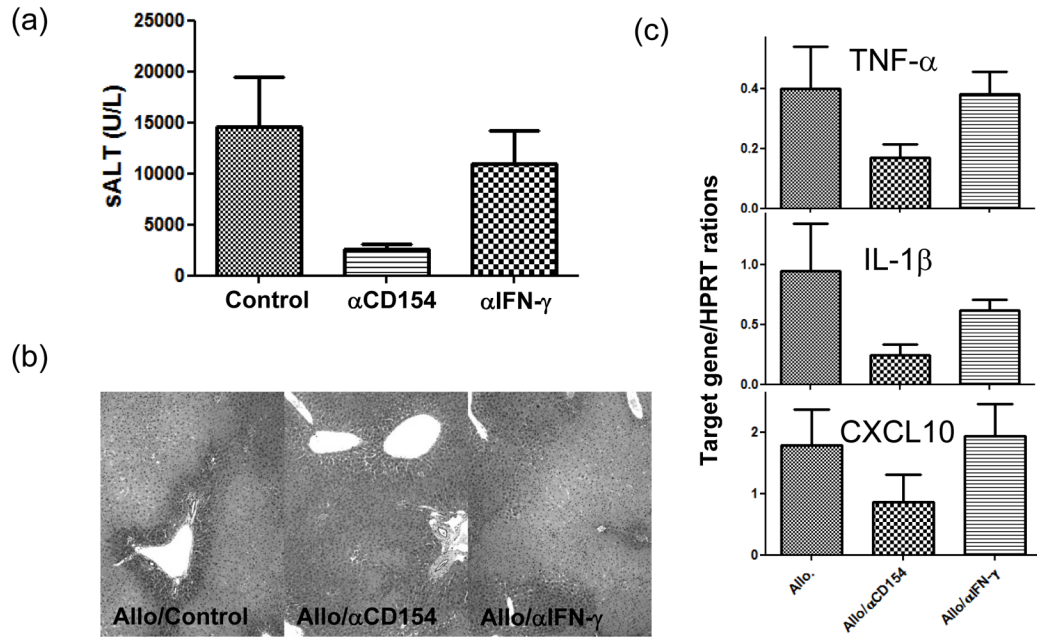 (a)
25000
20000
15000
10000
5000
0
sALT (U/L)
Control αCD154 αIFN-γ
(b)
Allo/Control Allo/αCD154 Allo/αIFN-γ
(c)
Target gene/HPRT rations
TNF-α
0.4
0.2
0.0
IL-1β
1.0
0.5
0.0
CXCL10
2
1
0
Allo. Allo/αCD154 Allo/αIFN-γ